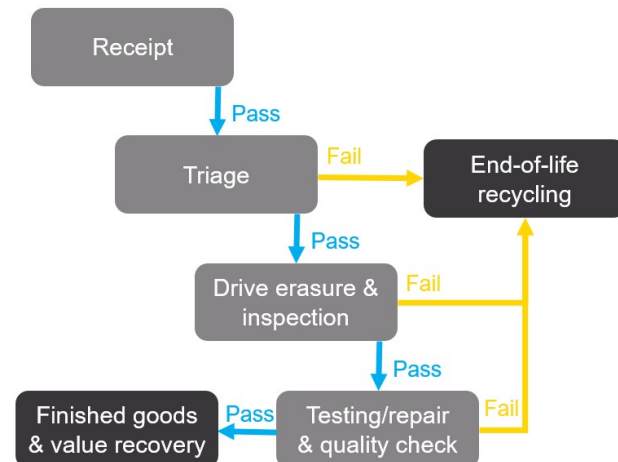 Receipt
Pass
Triage
Fail
End-of-life
recycling
Pass
Drive erasure &
inspection
Fail
Pass
Finished goods
& value recovery
Pass
Testing/repair
& quality check
Fail